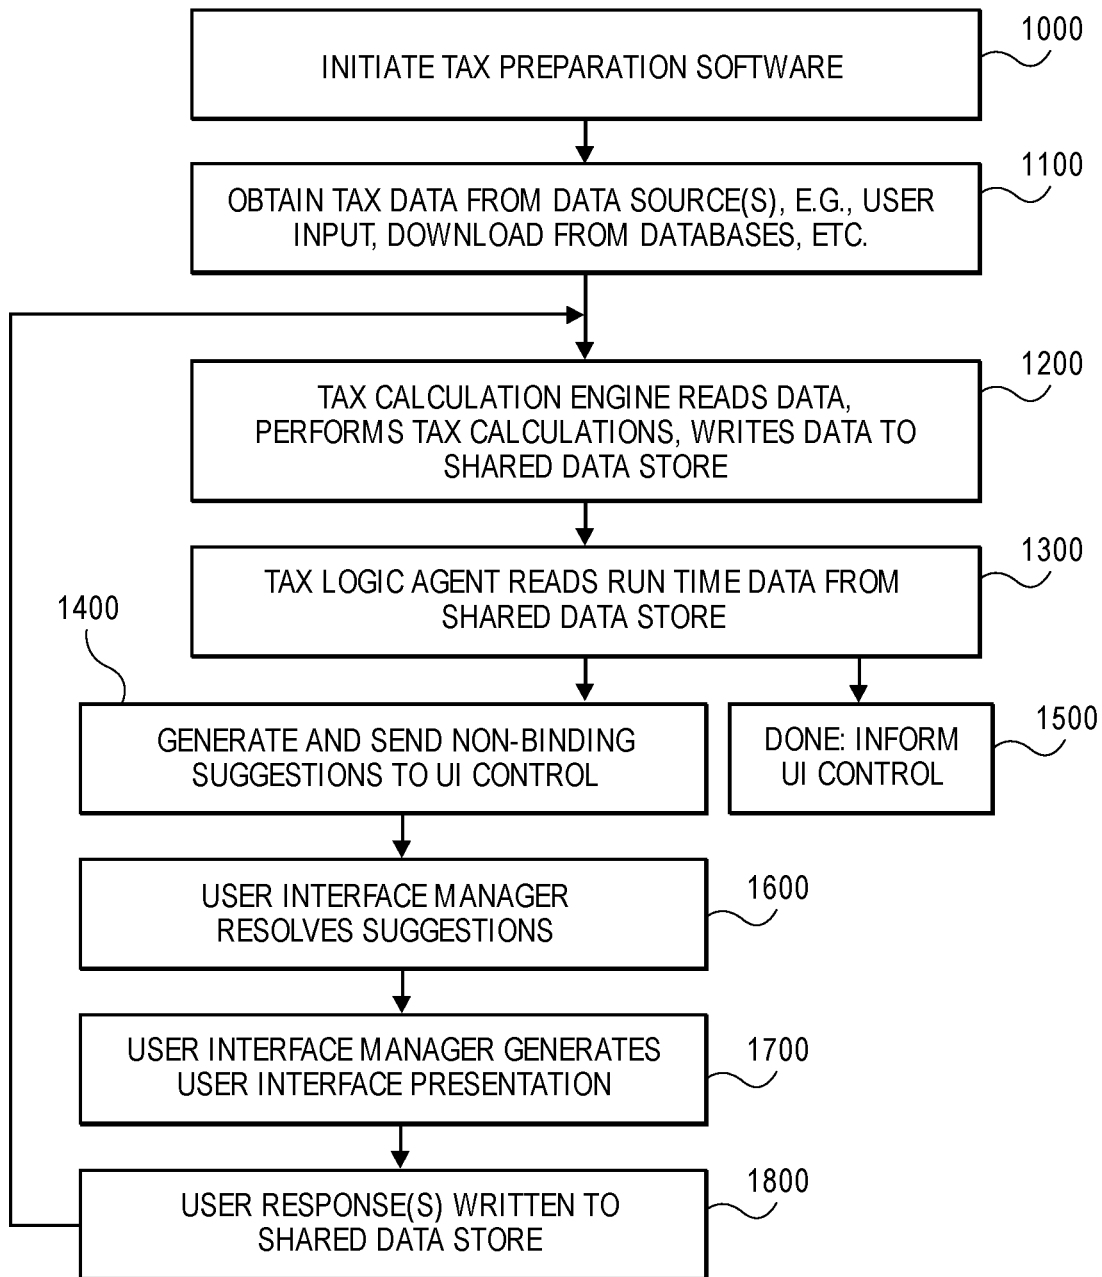 1000
INITIATE TAX PREPARATION SOFTWARE
1100
OBTAIN TAX DATA FROM DATA SOURCE(S), E.G., USER
INPUT, DOWNLOAD FROM DATABASES, ETC.
1200
TAX CALCULATION ENGINE READS DATA,
PERFORMS TAX CALCULATIONS, WRITES DATA TO
SHARED DATA STORE
1300
TAX LOGIC AGENT READS RUN TIME DATA FROM
SHARED DATA STORE
1400
GENERATE AND SEND NON-BINDING
SUGGESTIONS TO UI CONTROL
1500
DONE: INFORM
UI CONTROL
1600
USER INTERFACE MANAGER
RESOLVES SUGGESTIONS
1700
USER INTERFACE MANAGER GENERATES
USER INTERFACE PRESENTATION
1800
USER RESPONSE(S) WRITTEN TO
SHARED DATA STORE